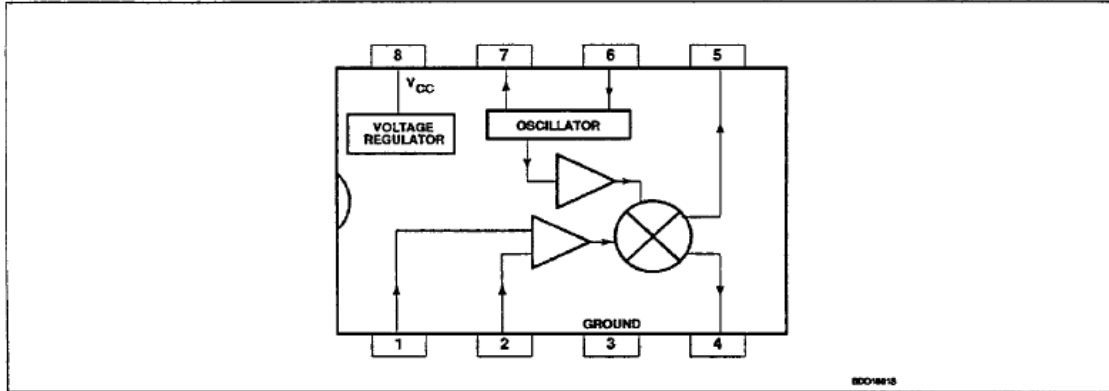 8 7 6 5
VCC
VOLTAGE
REGULATOR
OSCILLATOR
GROUND
1 2 3 4